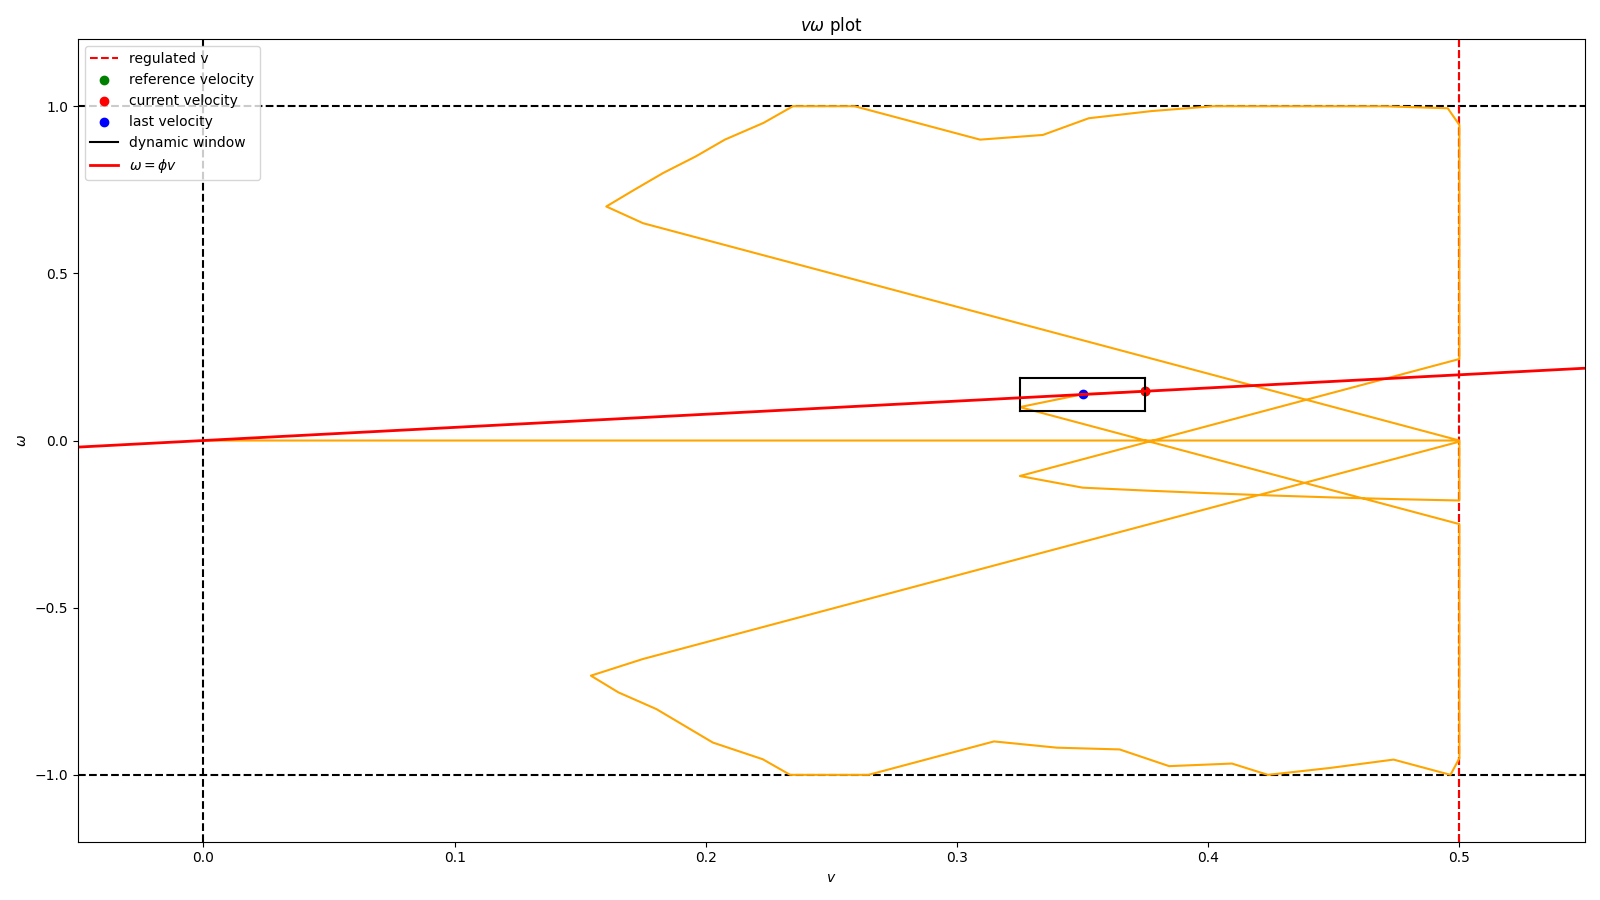 vω plot
regulated v
reference velocity
current velocity
last velocity
dynamic window
ω = ϕv
1.0
0.5
0.0
−0.5
−1.0
ω
0.0 0.1 0.2 0.3 0.4 0.5
v